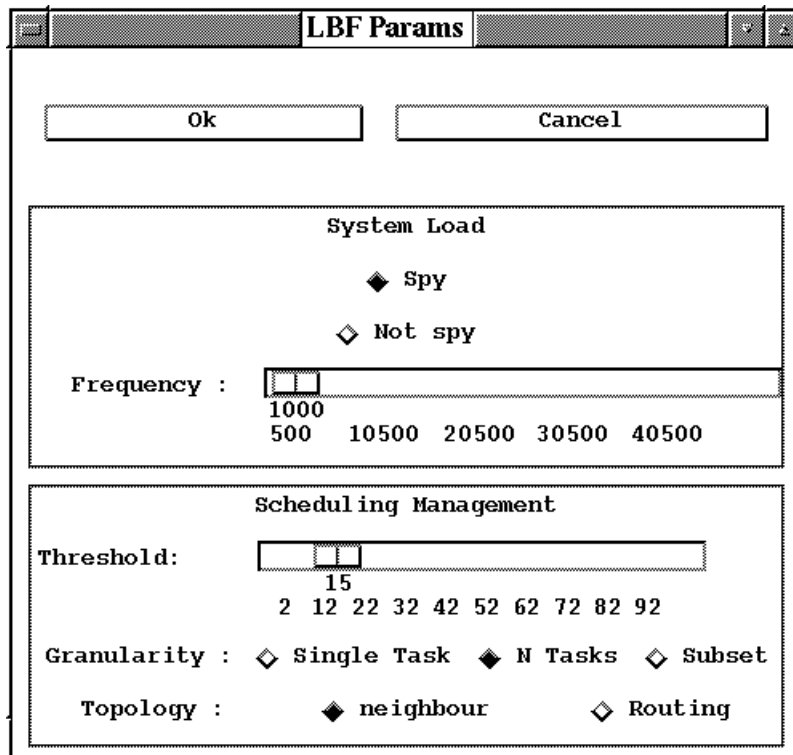 LBF Params
Ok Cancel
System Load
Spy
Not spy
Frequency :
1000
500 10500 20500 30500 40500
Scheduling Management
Threshold:
15
2 12 22 32 42 52 62 72 82 92
Granularity : Single Task N Tasks Subset
Topology : neighbour Routing